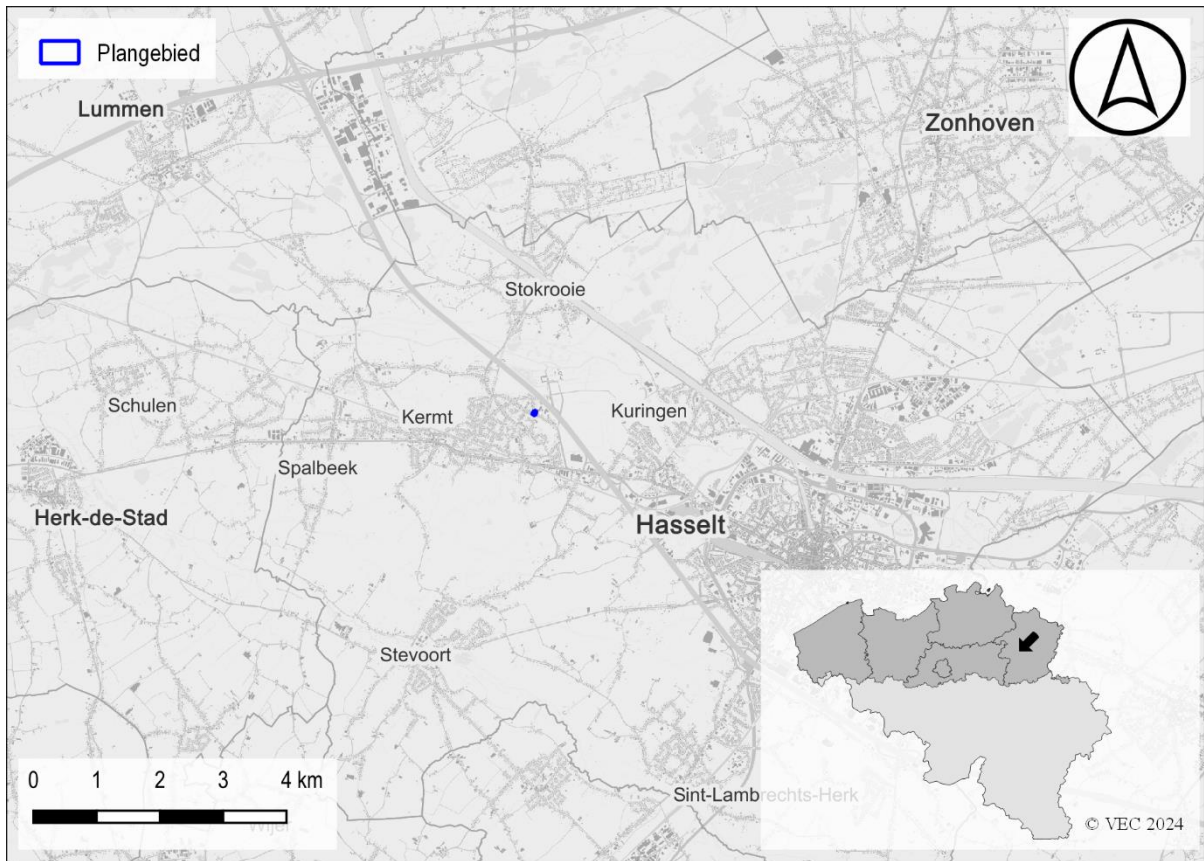 Plangebied
Lummen
Zonhoven
Stokrooie
Schulen
Kermt
Kuringen
Spalbeek
Herk-de-Stad
Hasselt
Stevoort
Sint-Lambrechts-Herk
0 1 2 3 4 km
Wijer
© VEC 2024